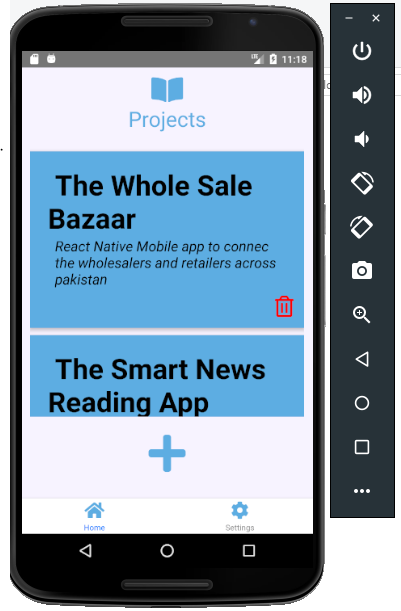 LTE 11:18
Projects
The Whole Sale
Bazaar
React Native Mobile app to connec
the wholesalers and retailers across
pakistan
The Smart News
Reading App
Home
Settings